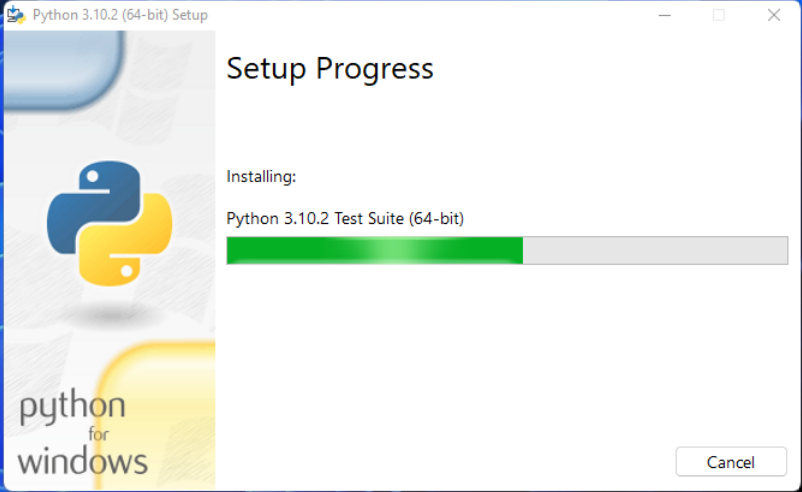 Python 3.10.2 (64-bit) Setup
Setup Progress
Installing:
Python 3.10.2 Test Suite (64-bit)
python
for
windows
Cancel